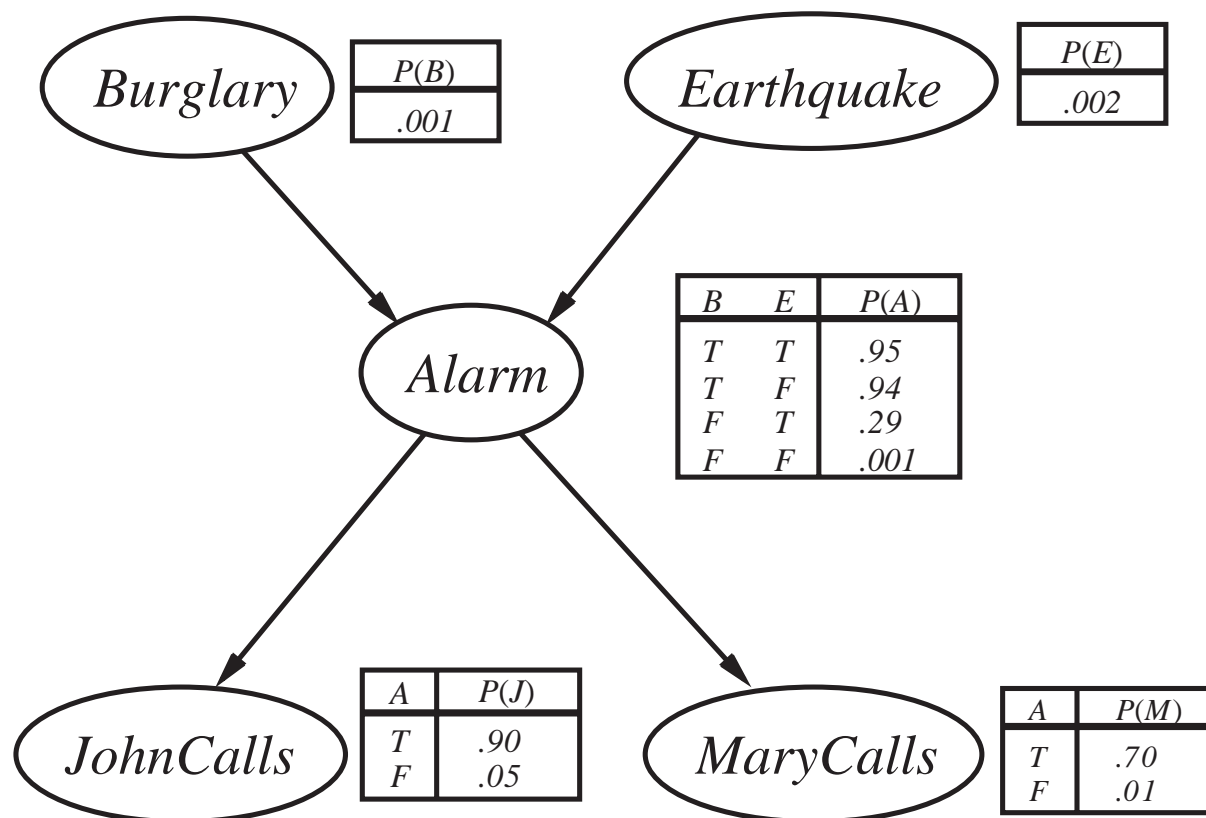 Burglary
P(B)
.001
Earthquake
P(E)
.002
Alarm
B E P(A)
T T .95
T F .94
F T .29
F F .001
JohnCalls
A P(J)
T .90
F .05
MaryCalls
A P(M)
T .70
F .01